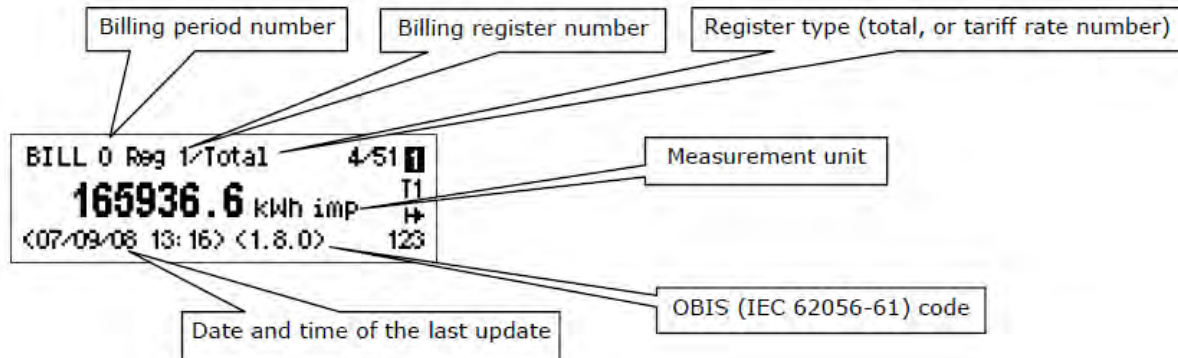 Billing period number
Billing register number
Register type (total, or tariff rate number)
BILL 0 Reg 1/Total 4/51 1
165936.6 kWh imp T1
Measurement unit
<07/09/08 13:16> <1.8.0> 123
OBIS (IEC 62056-61) code
Date and time of the last update